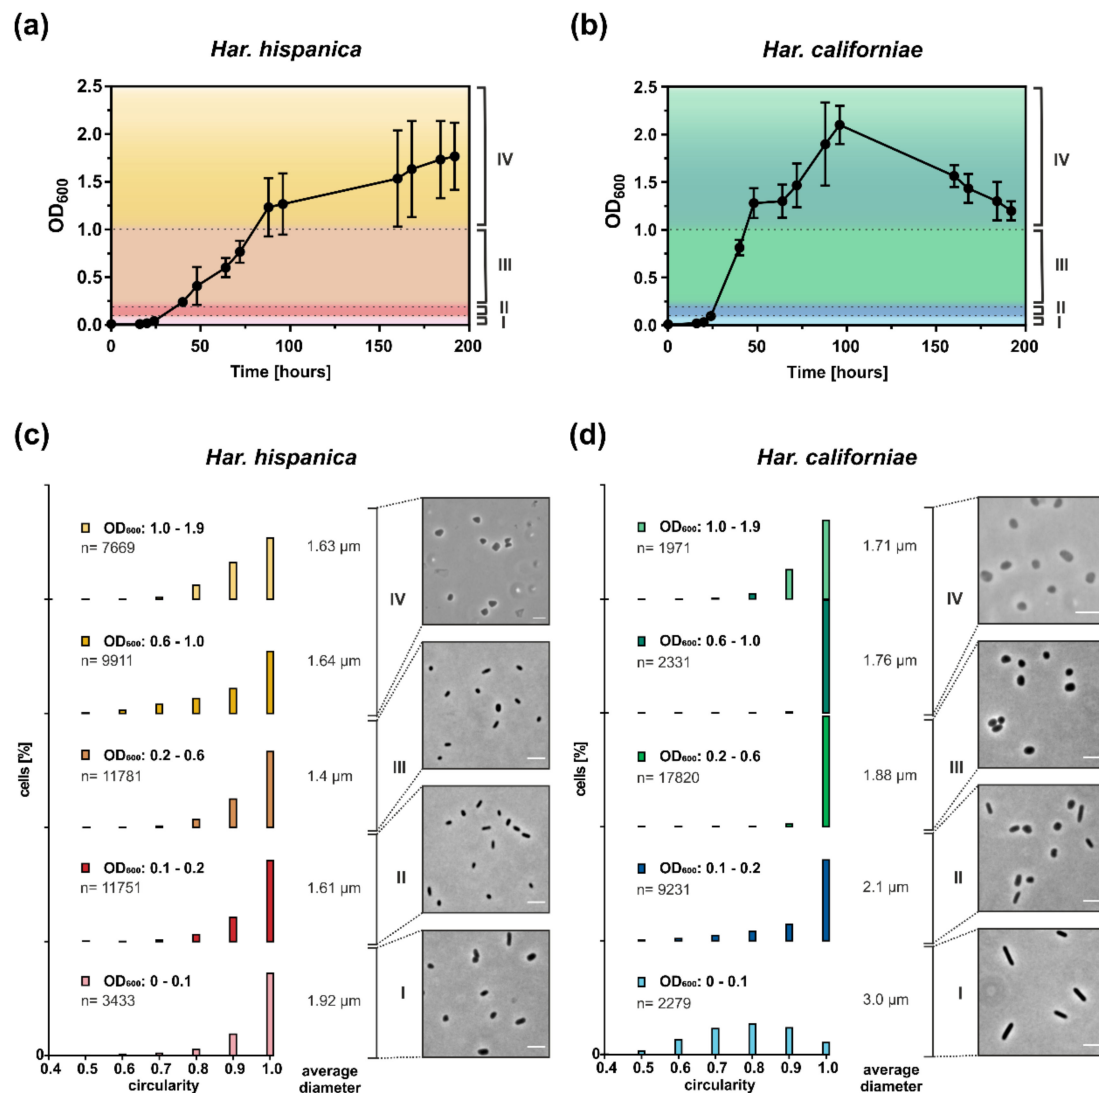 (a)
Har. hispanica
OD600
2.5
2.0
1.5
1.0
0.5
0.0
0
50
100
150
200
Time [hours]
IV
III
II
I
(b)
Har. californiae
OD600
2.5
2.0
1.5
1.0
0.5
0.0
0
50
100
150
200
Time [hours]
IV
III
II
I
(c)
Har. hispanica
cells [%]
OD600: 1.0 - 1.9
n= 7669
1.63 µm
OD600: 0.6 - 1.0
n= 9911
1.64 µm
OD600: 0.2 - 0.6
n= 11781
1.4 µm
OD600: 0.1 - 0.2
n= 11751
1.61 µm
OD600: 0 - 0.1
n= 3433
1.92 µm
IV
III
II
I
0
0.4
0.5
0.6
0.7
0.8
0.9
1.0
circularity
average
diameter
(d)
Har. californiae
cells [%]
OD600: 1.0 - 1.9
n= 1971
1.71 µm
OD600: 0.6 - 1.0
n= 2331
1.76 µm
OD600: 0.2 - 0.6
n= 17820
1.88 µm
OD600: 0.1 - 0.2
n= 9231
2.1 µm
OD600: 0 - 0.1
n= 2279
3.0 µm
IV
III
II
I
0
0.4
0.5
0.6
0.7
0.8
0.9
1.0
circularity
average
diameter